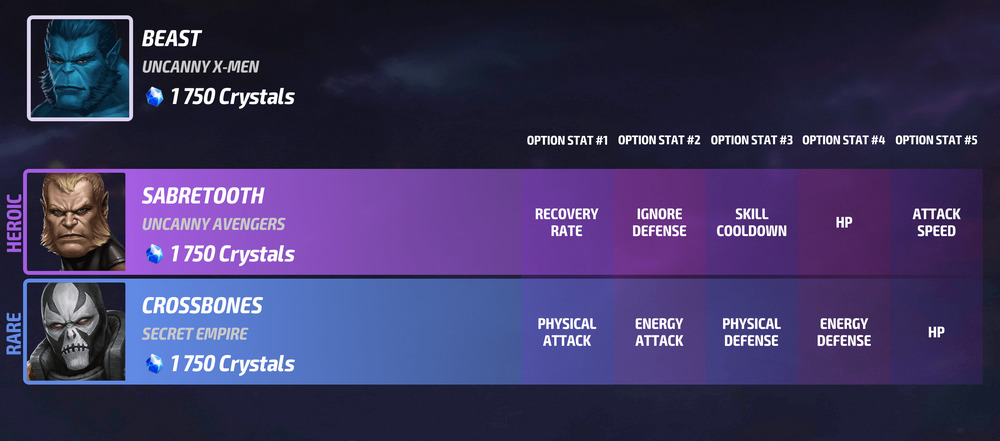 BEAST
UNCANNY X-MEN
1 750 Crystals
OPTION STAT #1 OPTION STAT #2 OPTION STAT #3 OPTION STAT #4 OPTION STAT #5
HEROIC
SABRETOOTH
UNCANNY AVENGERS
1 750 Crystals
RECOVERY
RATE
IGNORE
DEFENSE
SKILL
COOLDOWN
HP
ATTACK
SPEED
RARE
CROSSBONES
SECRET EMPIRE
1 750 Crystals
PHYSICAL
ATTACK
ENERGY
ATTACK
PHYSICAL
DEFENSE
ENERGY
DEFENSE
HP